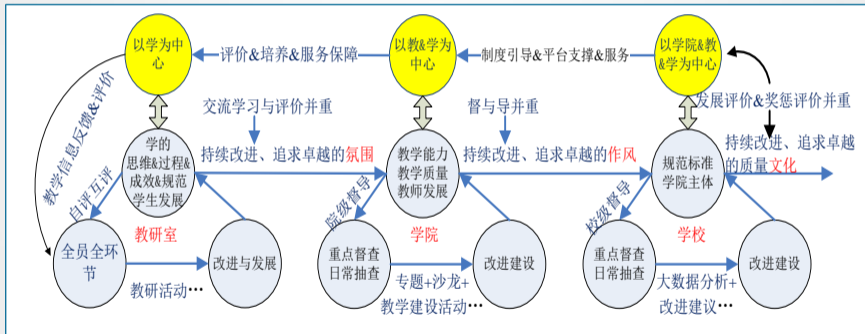 以学为中
心
评价&培养&服务保障
以教&学为
中心
制度引导&平台支撑&服务
以学院&教
&学为中心
教学信息反馈&评价
交流学习与评价并重
督与导并重
发展评价&奖惩评价并重
学的
思维&过程&
成效&规范
学生发展
持续改进、追求卓越的氛围
教学能力
教学质量
教师发展
持续改进、追求卓越的作风
规范标准
学院主体
持续改进、追求卓越
的质量文化
自评互评
教研室
院级督导
学院
校级督导
学校
全员全环
节
教研活动…
改进与发展
重点督查
日常抽查
专题+沙龙+
教学建设活动…
改进建设
重点督查
日常抽查
大数据分析+
改进建议…
改进建设